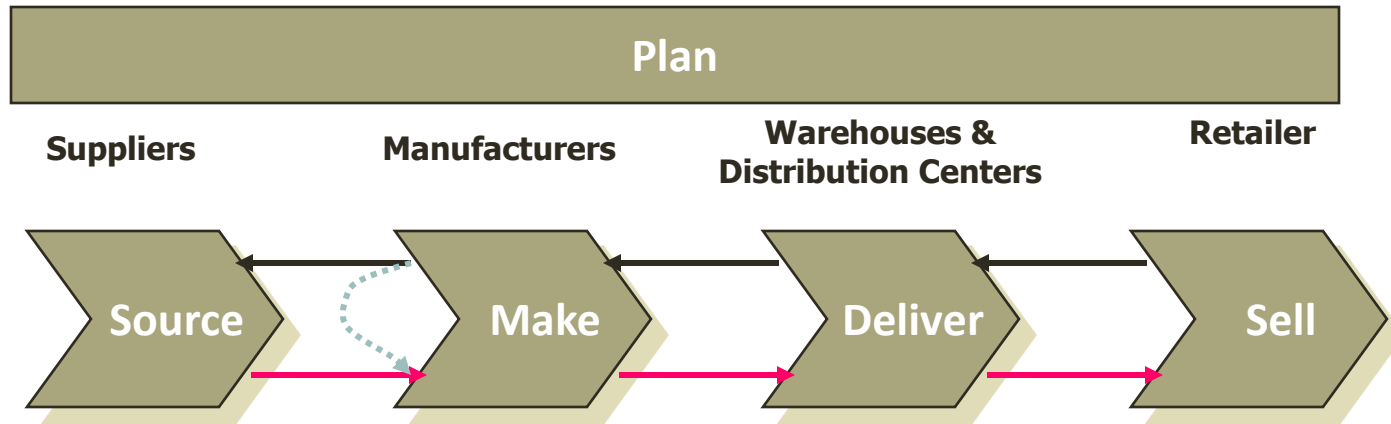 Plan
Suppliers
Manufacturers
Warehouses &
Distribution Centers
Retailer
Source
Make
Deliver
Sell